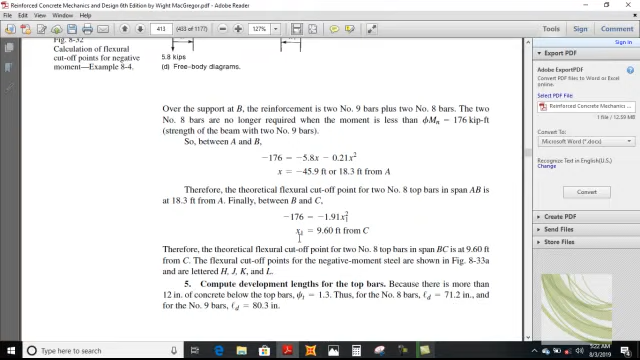 Reinforced Concrete Mechanics and Design 6th Edition by Wight MacGregor.pdf - Adobe Reader
File Edit View Window Help
413 (433 of 1177) 127% Tools Sign Comment
Fig. 8-32
Calculation of flexural
cut-off points for negative
moment—Example 8-4.
5.8 kips
(d) Free-body diagrams.
Over the support at B, the reinforcement is two No. 9 bars plus two No. 8 bars. The two
No. 8 bars are no longer required when the moment is less than ϕMn = 176 kip-ft
(strength of the beam with two No. 9 bars).
So, between A and B,
−176 = −5.8x − 0.21x²
x = −45.9 ft or 18.3 ft from A
Therefore, the theoretical flexural cut-off point for two No. 8 top bars in span AB is
at 18.3 ft from A. Finally, between B and C,
−176 = −1.91x₁²
x₁ = 9.60 ft from C
Therefore, the theoretical flexural cut-off point for two No. 8 top bars in span BC is at 9.60 ft
from C. The flexural cut-off points for the negative-moment steel are shown in Fig. 8-33a
and are lettered H, J, K, and L.
5. Compute development lengths for the top bars. Because there is more than
12 in. of concrete below the top bars, ψt = 1.3. Thus, for the No. 8 bars, ℓd = 71.2 in., and
for the No. 9 bars, ℓd = 80.3 in.
Sign In
Export PDF
Adobe ExportPDF
Convert PDF files to Word or Excel
online.
Select PDF File:
Reinforced Concrete Mechanics a...
1 file / 12.59 MB
Convert To:
Microsoft Word (*.docx)
Recognize Text in English(U.S.)
Change
Convert
Create PDF
Edit PDF
Send Files
Store Files
5:22 AM
8/3/2019